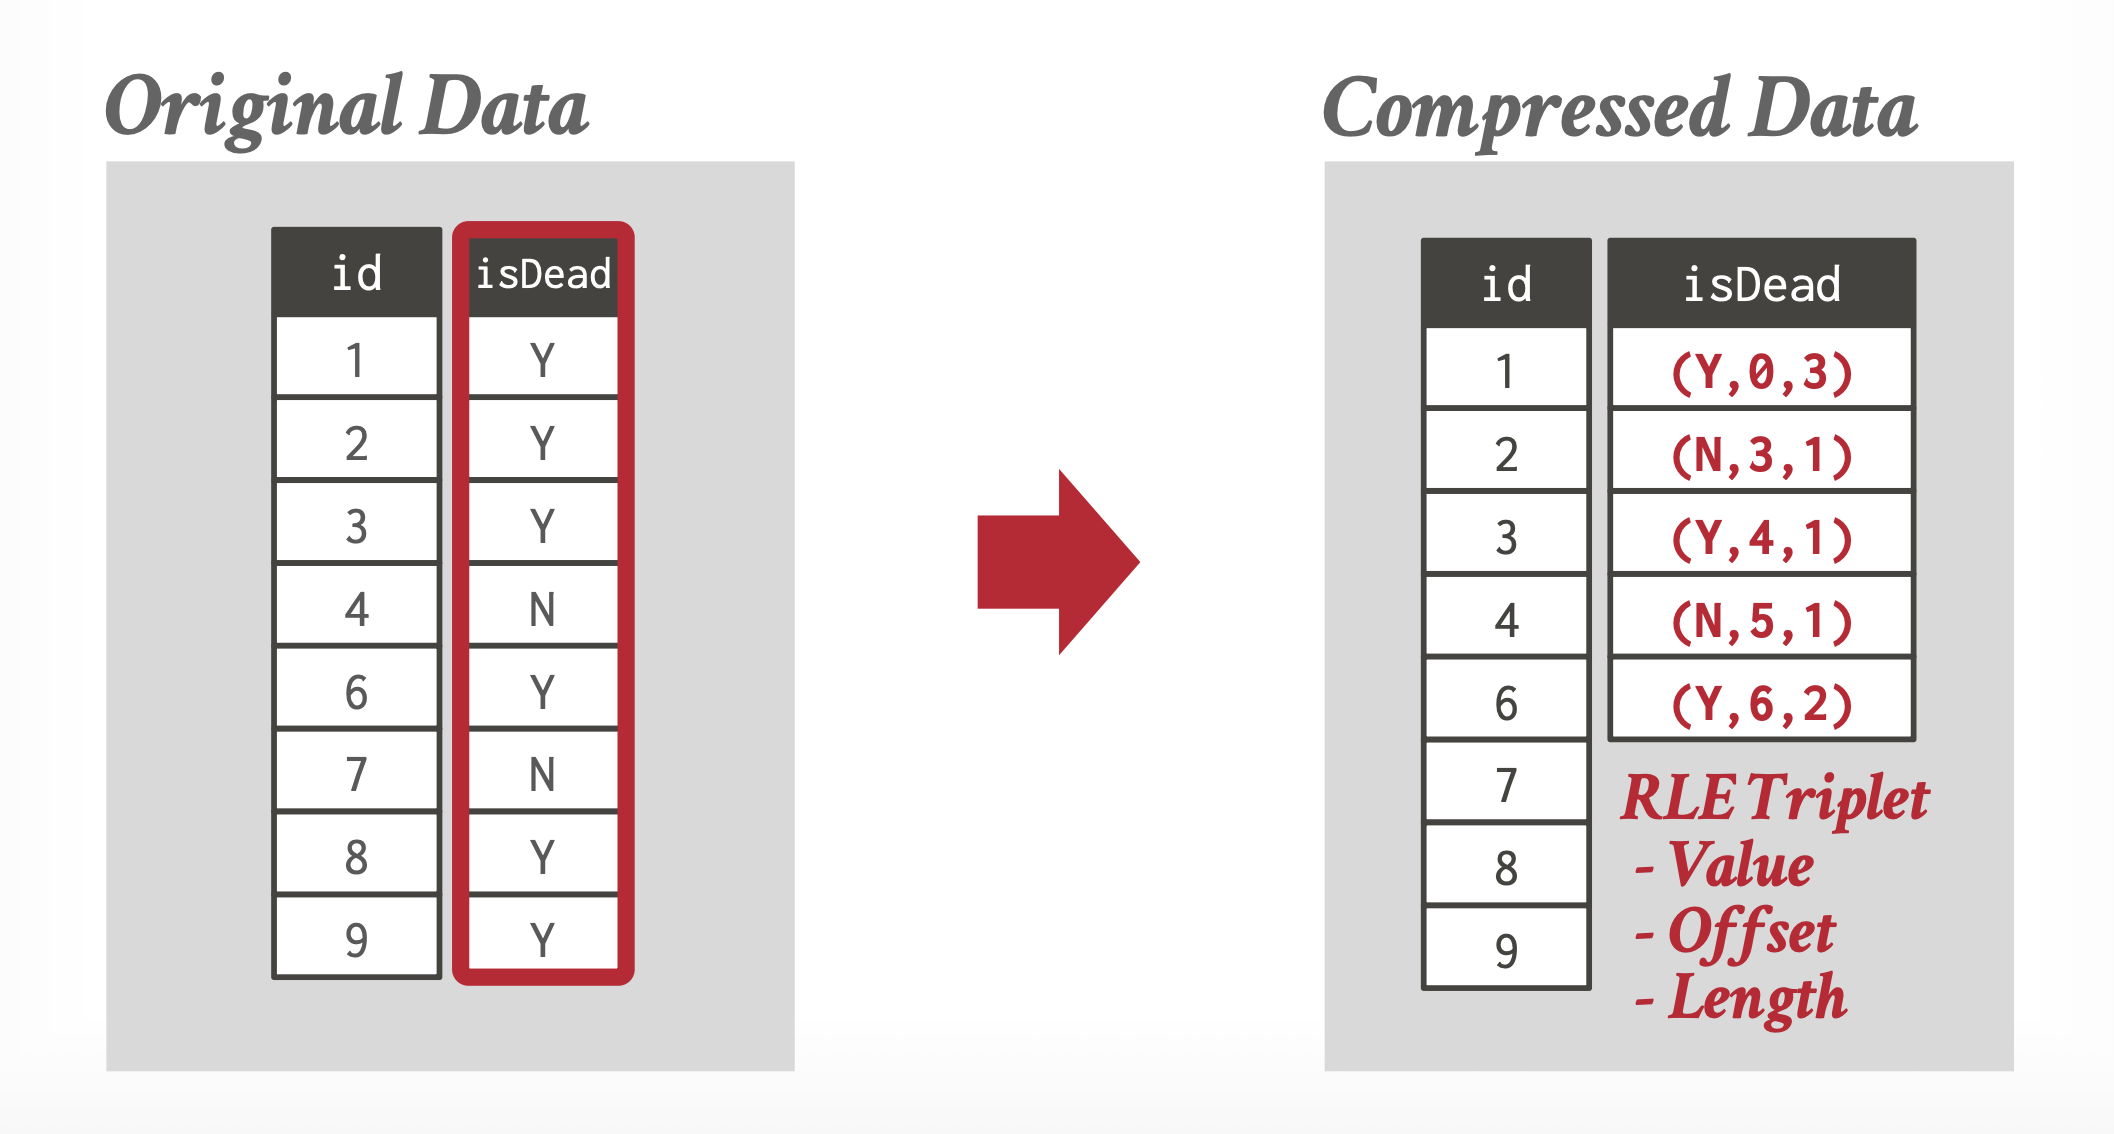 Original Data
id isDead
1 Y
2 Y
3 Y
4 N
6 Y
7 N
8 Y
9 Y
Compressed Data
id isDead
1 (Y,0,3)
2 (N,3,1)
3 (Y,4,1)
4 (N,5,1)
6 (Y,6,2)
7
8
9
RLE Triplet
- Value
- Offset
- Length